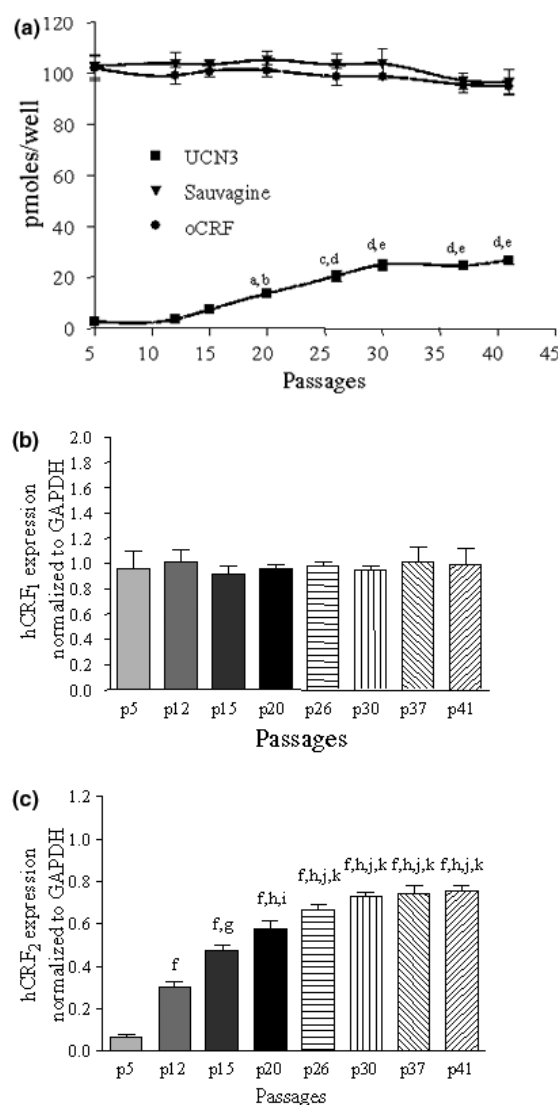 (a)
120
100
80
60
40
20
0
pmoles/well
UCN3
Sauvagine
oCRF
a,b
c,d
d,e
d,e
d,e
5 10 15 20 25 30 35 40 45
Passages
(b)
2.0
1.8
1.6
1.4
1.2
1.0
0.8
0.6
0.4
0.2
0.0
hCRF1 expression
normalized to GAPDH
p5 p12 p15 p20 p26 p30 p37 p41
Passages
(c)
1.2
1.0
0.8
0.6
0.4
0.2
0.0
hCRF2 expression
normalized to GAPDH
f
f,g
f,h,i
f,h,j,k
f,h,j,k
f,h,j,k
f,h,j,k
p5 p12 p15 p20 p26 p30 p37 p41
Passages